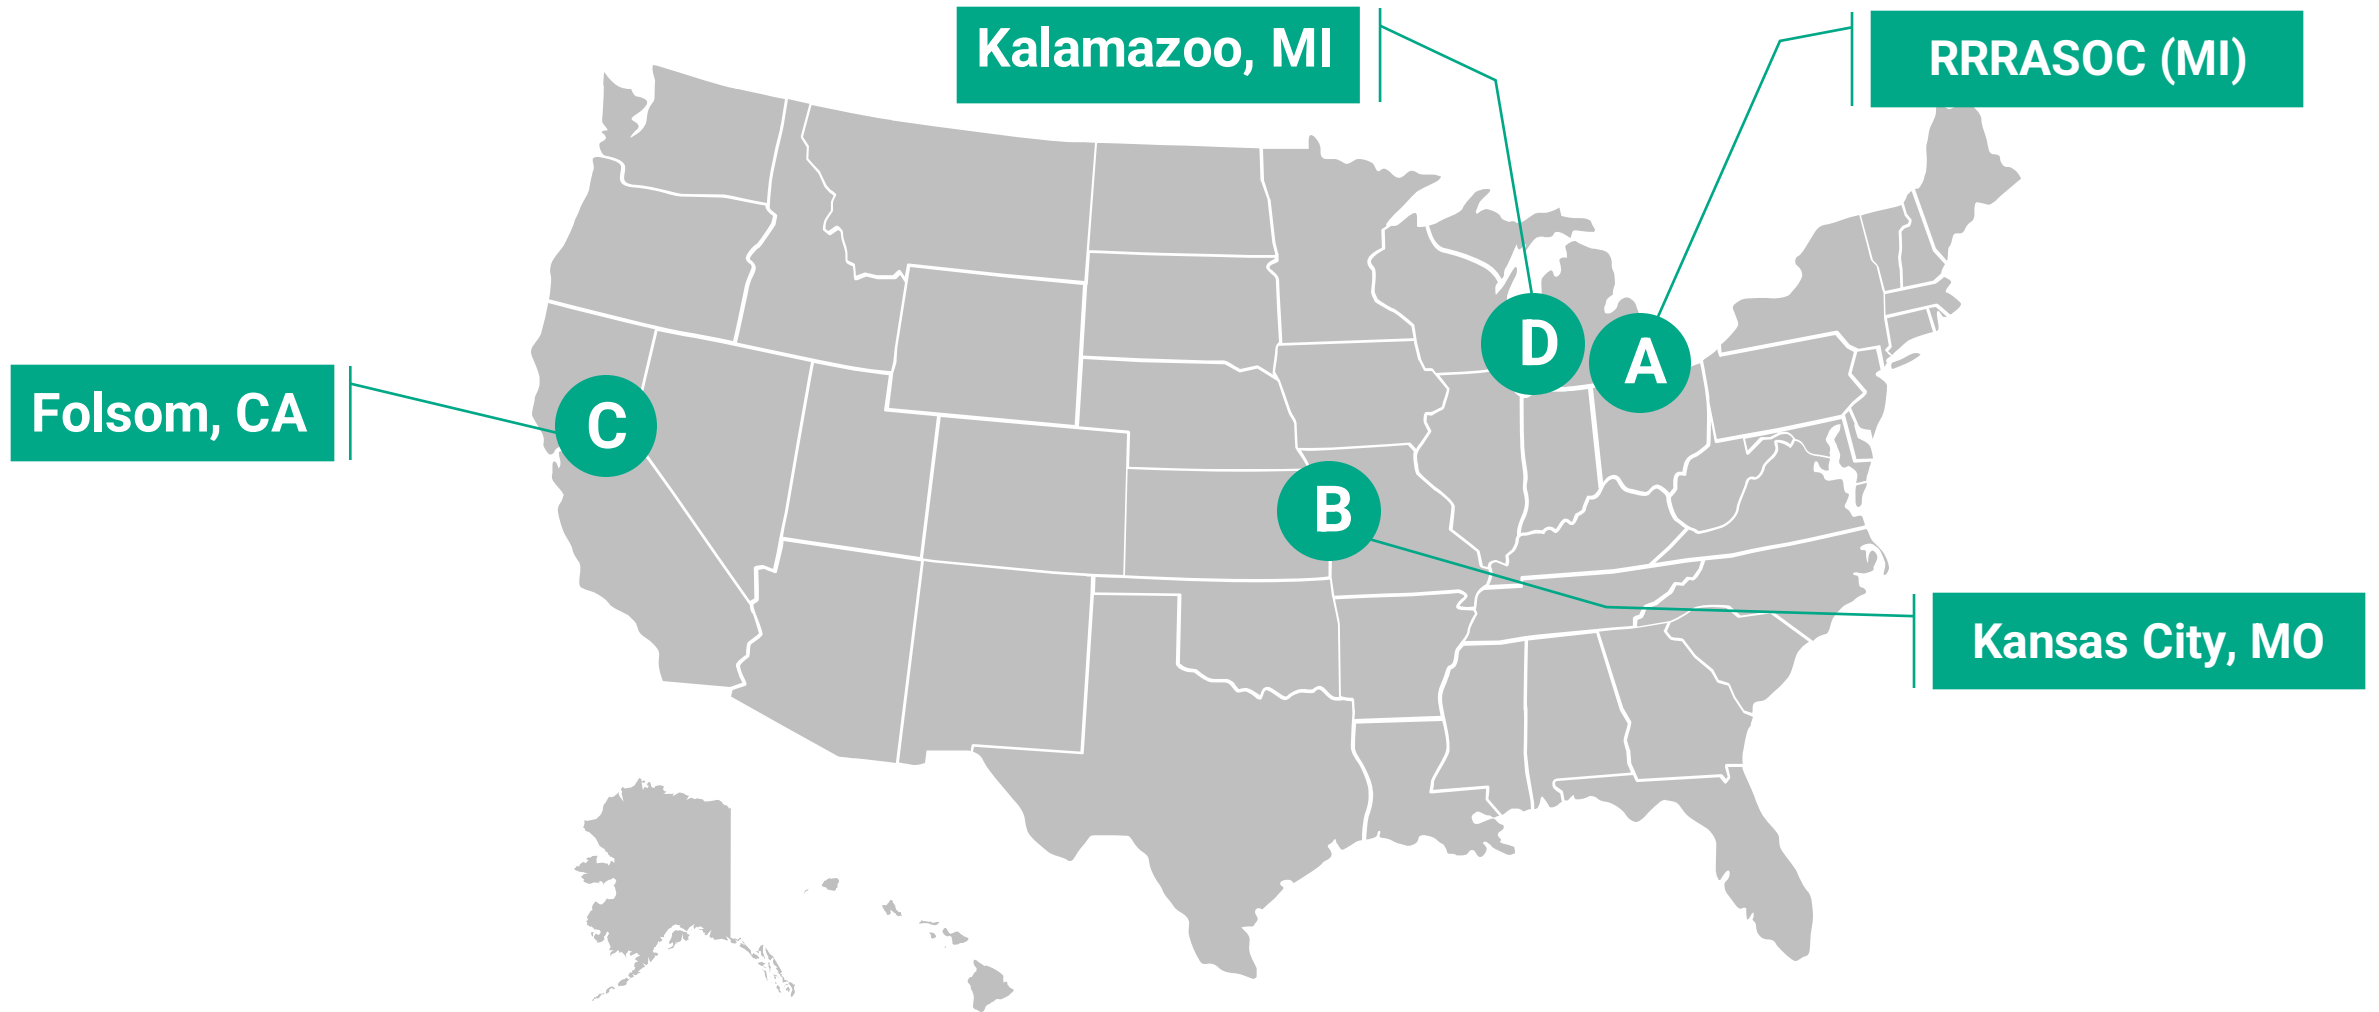 Kalamazoo, MI
RRRASOC (MI)
D
A
Folsom, CA
C
B
Kansas City, MO